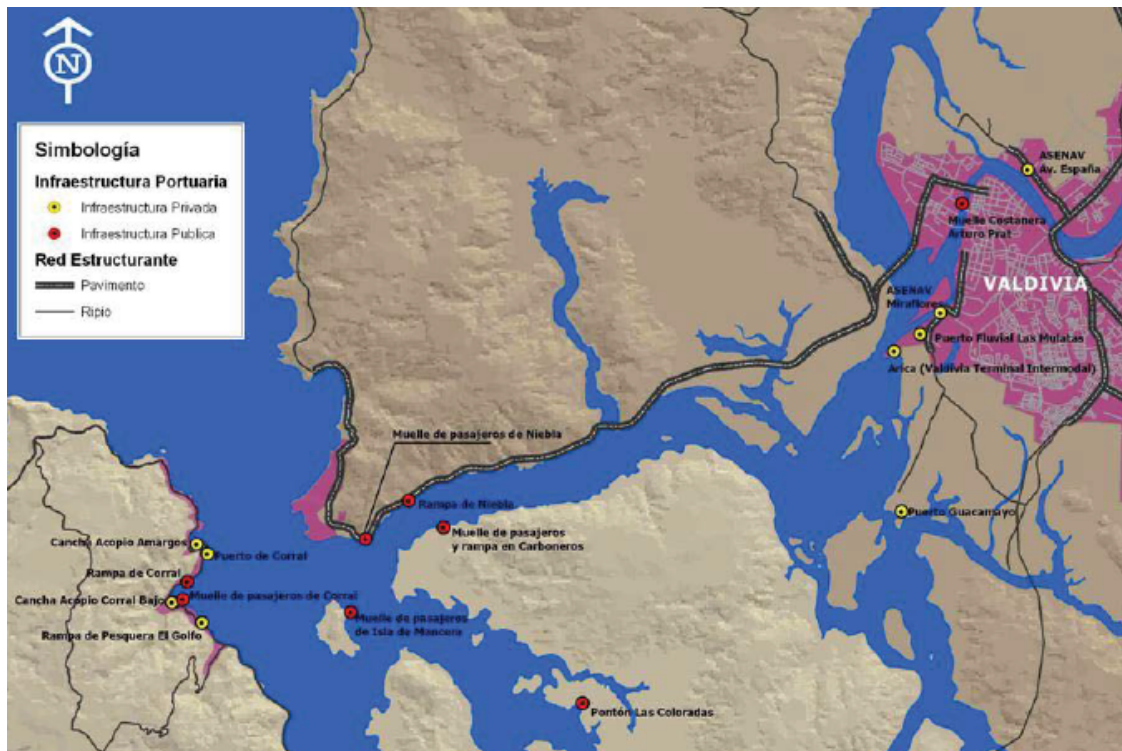 N
Simbología
Infraestructura Portuaria
Infraestructura Privada
Infraestructura Publica
Red Estructurante
Pavimento
Ripio
ASENAV
Av. España
Muelle Costanera
Arturo Prat
VALDIVIA
ASENAV
Miraflores
Puerto Fluvial Las Mulatas
Arica (Valdivia Terminal Intermodal)
Muelle de pasajeros de Niebla
Rampa de Niebla
Puerto Guacamayo
Muelle de pasajeros
y rampa en Carboneros
Cancha Acopio Amargos
Puerto de Corral
Rampa de Corral
Cancha Acopio Corral Bajo
Muelle de pasajeros de Corral
Muelle de pasajeros
de Isla de Mancera
Rampa de Pesquera El Golfo
Pontón Las Coloradas